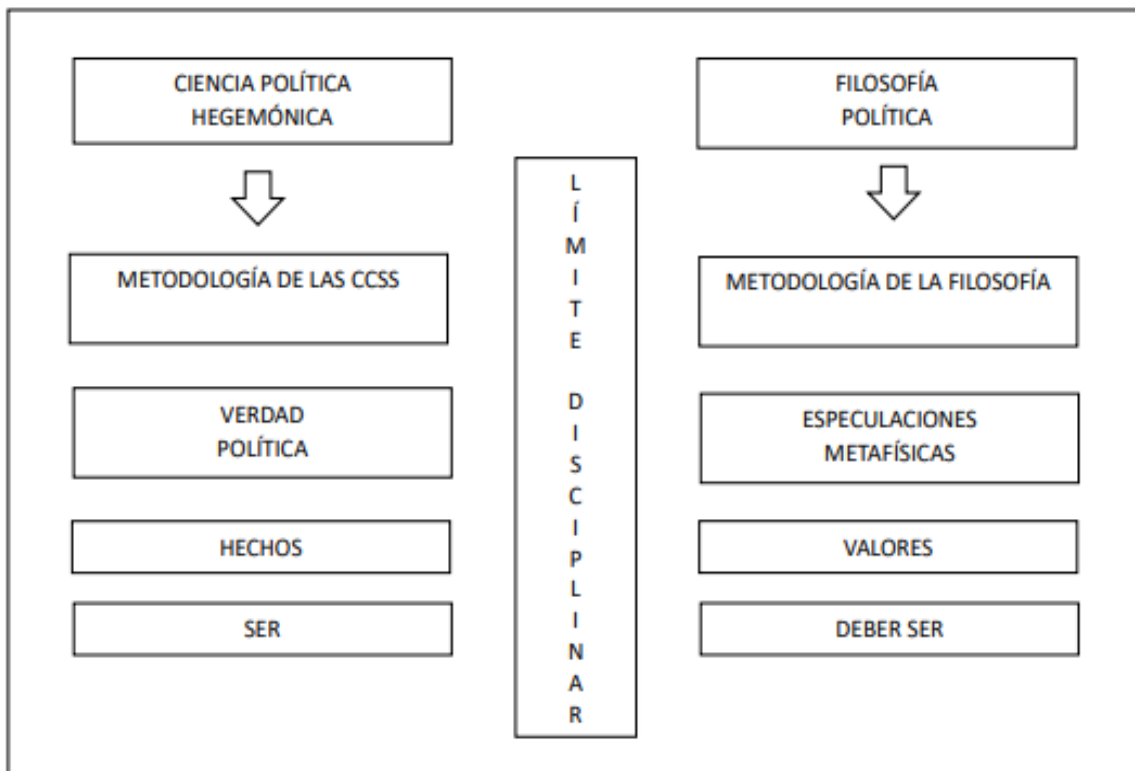 CIENCIA POLÍTICA
HEGEMÓNICA
METODOLOGÍA DE LAS CCSS
VERDAD
POLÍTICA
HECHOS
SER
L
Í
M
I
T
E
D
I
S
C
I
P
L
I
N
A
R
FILOSOFÍA
POLÍTICA
METODOLOGÍA DE LA FILOSOFÍA
ESPECULACIONES
METAFÍSICAS
VALORES
DEBER SER